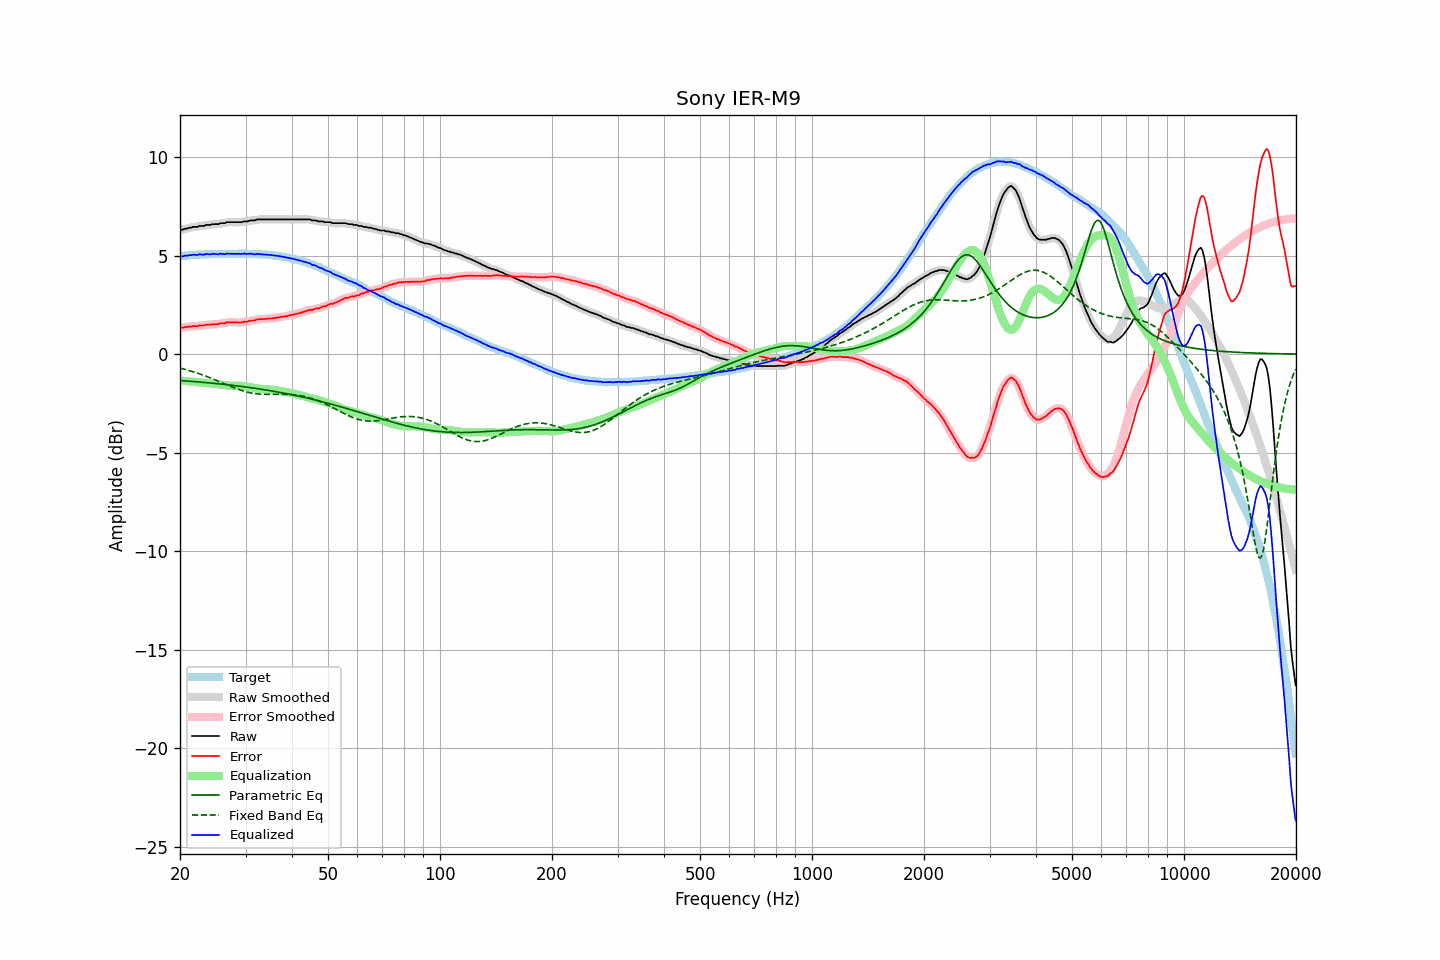 Sony IER-M9
Amplitude (dBr)
10
5
0
−5
−10
−15
−20
−25
Target
Raw Smoothed
Error Smoothed
Raw
Error
Equalization
Parametric Eq
Fixed Band Eq
Equalized
20 50 100 200 500 1000 2000 5000 10000 20000
Frequency (Hz)